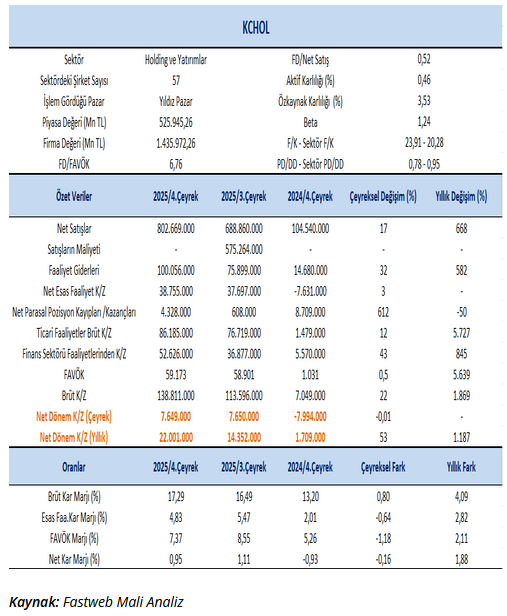 KCHOL
Sektör Holding ve Yatırımlar FD/Net Satış 0,52
Sektördeki Şirket Sayısı 57 Aktif Karlılığı (%) 0,46
İşlem Gördüğü Pazar Yıldız Pazar Özkaynak Karlılığı (%) 3,53
Piyasa Değeri (Mn TL) 525.945,26 Beta 1,24
Firma Değeri (Mn TL) 1.435.972,26 F/K - Sektör F/K 23,91 - 20,28
FD/FAVÖK 6,76 PD/DD - Sektör PD/DD 0,78 - 0,95
Özet Veriler 2025/4.Çeyrek 2025/3.Çeyrek 2024/4.Çeyrek Çeyreksel Değişim (%) Yıllık Değişim (%)
Net Satışlar 802.669.000 688.860.000 104.540.000 17 668
Satışların Maliyeti - 575.264.000 - - -
Faaliyet Giderleri 100.056.000 75.899.000 14.680.000 32 582
Net Esas Faaliyet K/Z 38.755.000 37.697.000 -7.631.000 3 -
Net Parasal Pozisyon Kayıpları /Kazançları 4.328.000 608.000 8.709.000 612 -50
Ticari Faaliyetler Brüt K/Z 86.185.000 76.719.000 1.479.000 12 5.727
Finans Sektörü Faaliyetlerinden K/Z 52.626.000 36.877.000 5.570.000 43 845
FAVÖK 59.173 58.901 1.031 0,5 5.639
Brüt K/Z 138.811.000 113.596.000 7.049.000 22 1.869
Net Dönem K/Z (Çeyrek) 7.649.000 7.650.000 -7.994.000 -0,01 -
Net Dönem K/Z (Yıllık) 22.001.000 14.352.000 1.709.000 53 1.187
Oranlar 2025/4.Çeyrek 2025/3.Çeyrek 2024/4.Çeyrek Çeyreksel Fark Yıllık Fark
Brüt Kar Marjı (%) 17,29 16,49 13,20 0,80 4,09
Esas Faa.Kar Marjı (%) 4,83 5,47 2,01 -0,64 2,82
FAVÖK Marjı (%) 7,37 8,55 5,26 -1,18 2,11
Net Kar Marjı (%) 0,95 1,11 -0,93 -0,16 1,88
Kaynak: Fastweb Mali Analiz